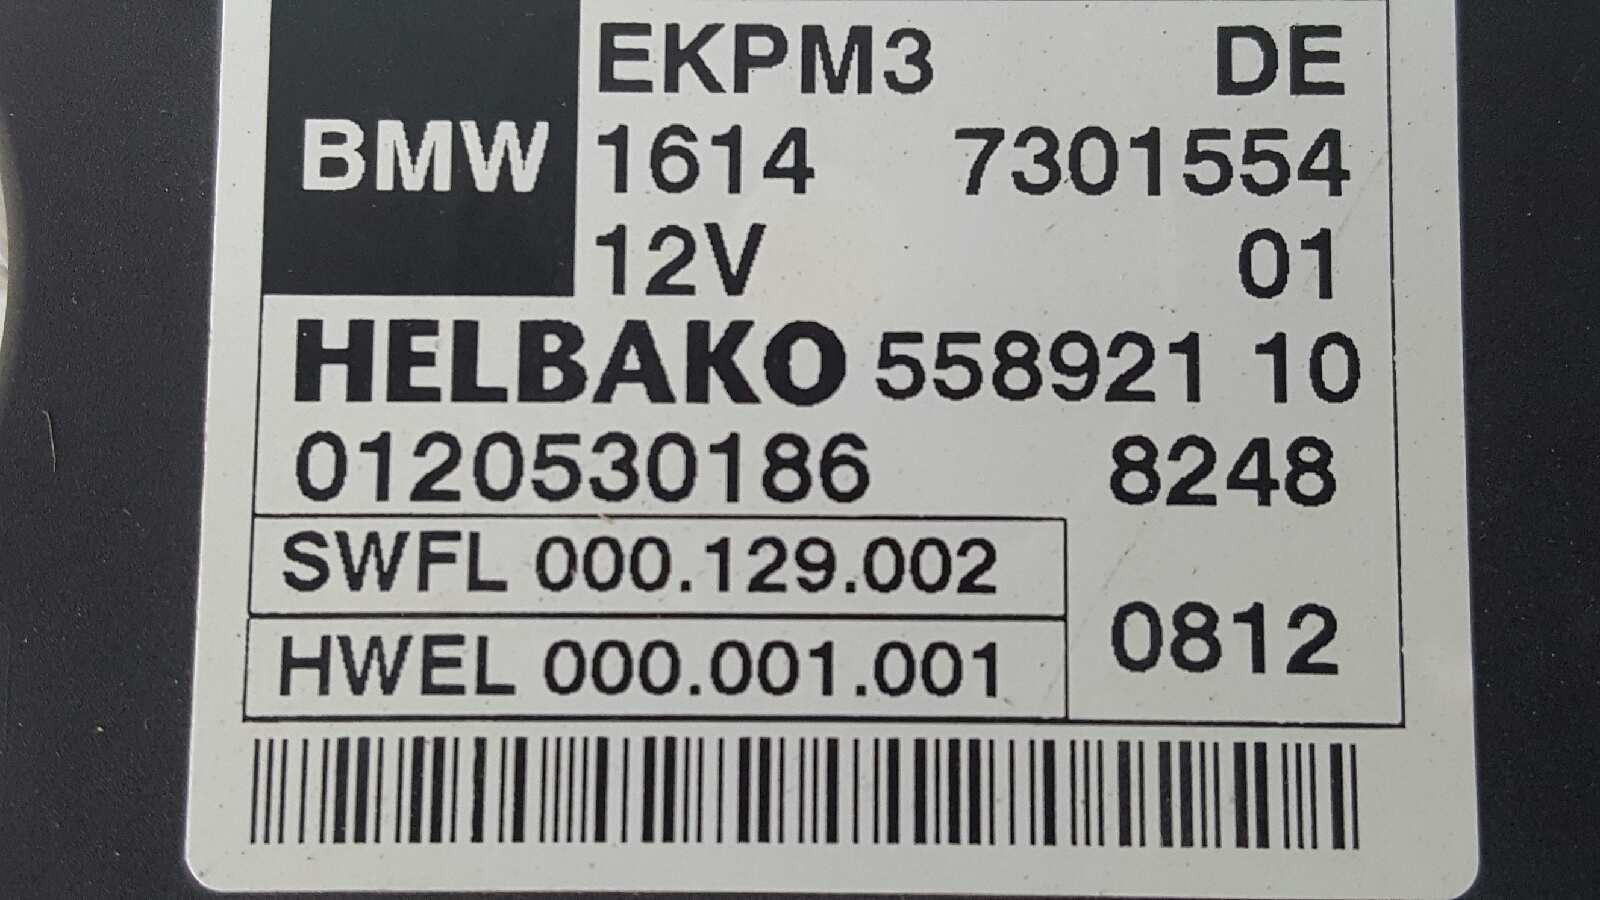 EKPM3 DE
BMW 1614 7301554
12V 01
HELBAKO 558921 10
0120530186 8248
SWFL 000.129.002
HWEL 000.001.001 0812